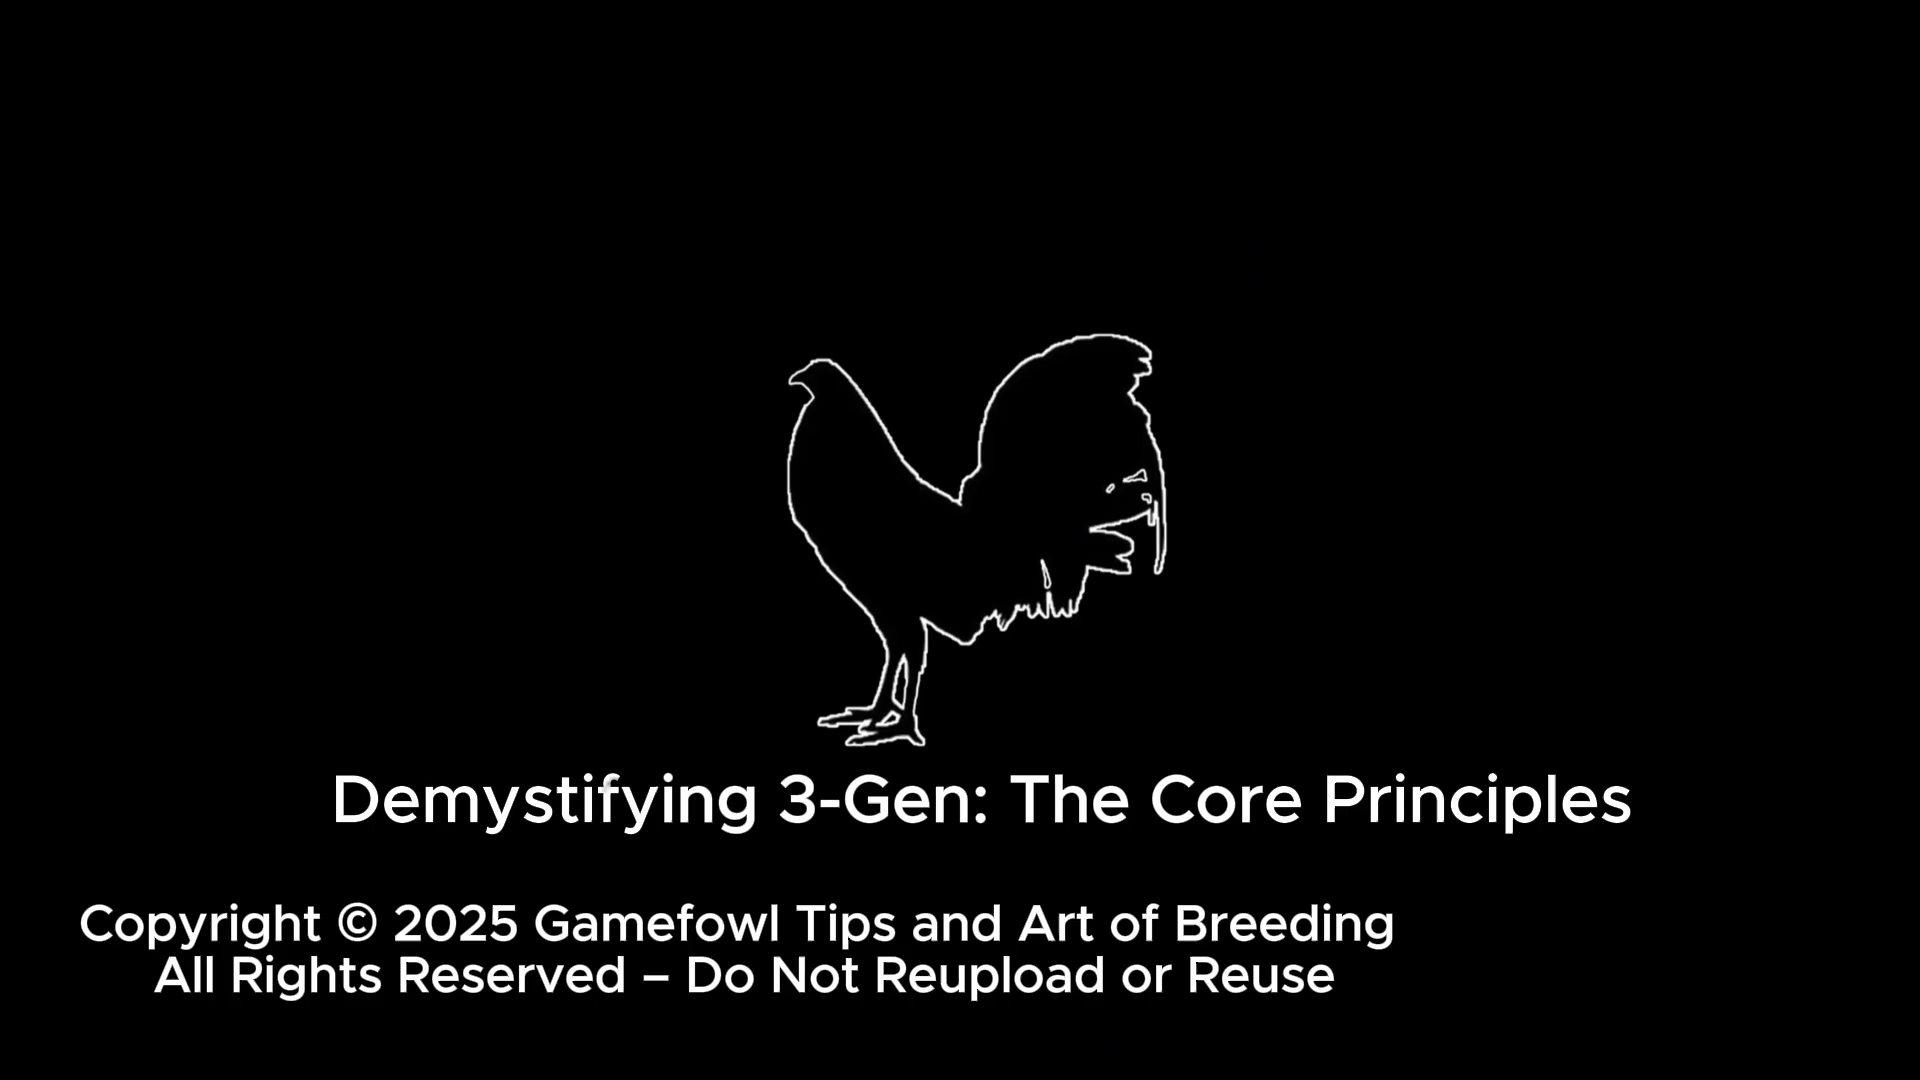 Demystifying 3-Gen: The Core Principles
Copyright © 2025 Gamefowl Tips and Art of Breeding
All Rights Reserved – Do Not Reupload or Reuse